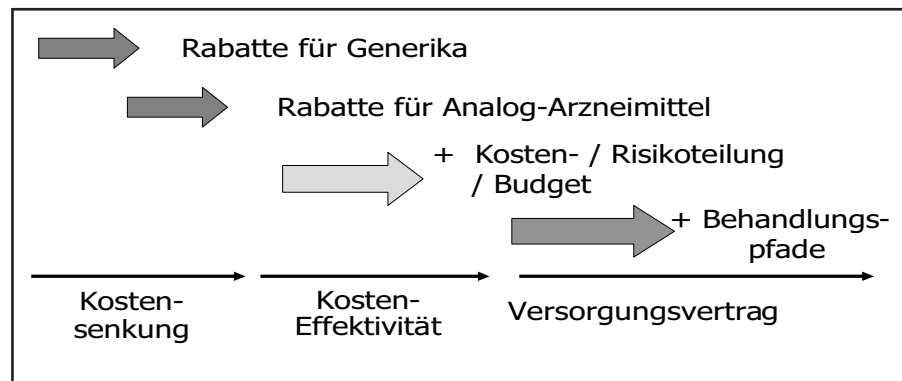 Rabatte für Generika
Rabatte für Analog-Arzneimittel
+ Kosten- / Risikoteilung
/ Budget
+ Behandlungs-
pfade
Kosten-
senkung
Kosten-
Effektivität
Versorgungsvertrag